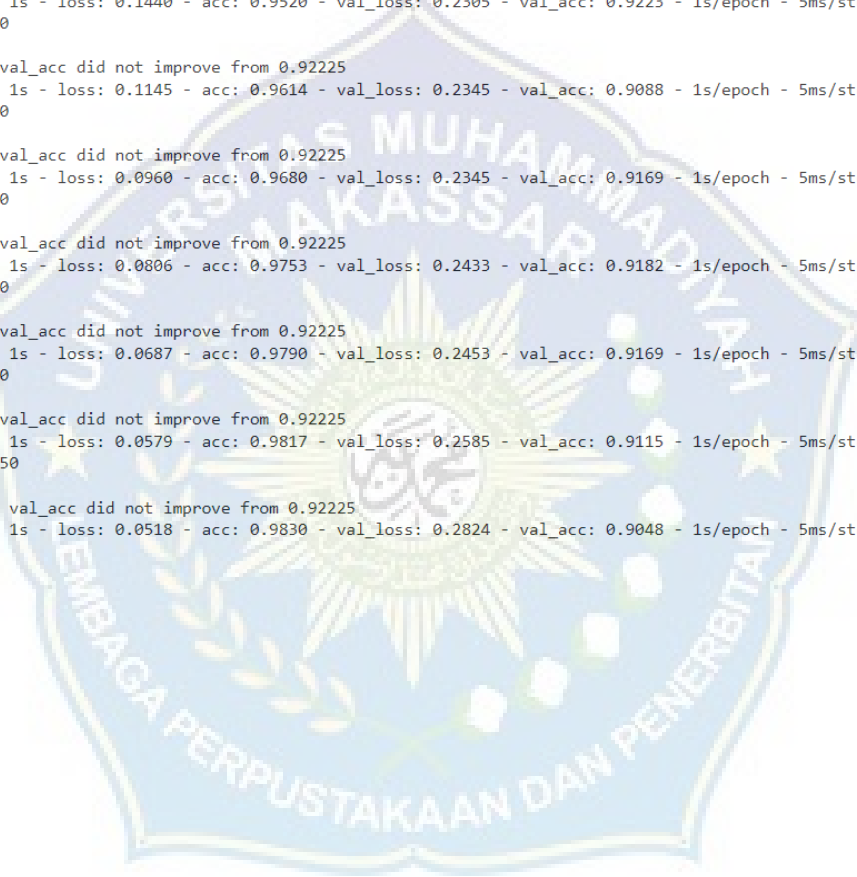 1s - loss: 0.1440 - acc: 0.9520 - val_loss: 0.2305 - val_acc: 0.9223 - 1s/epoch - 5ms/st
0
val_acc did not improve from 0.92225
1s - loss: 0.1145 - acc: 0.9614 - val_loss: 0.2345 - val_acc: 0.9088 - 1s/epoch - 5ms/st
0
val_acc did not improve from 0.92225
1s - loss: 0.0960 - acc: 0.9680 - val_loss: 0.2345 - val_acc: 0.9169 - 1s/epoch - 5ms/st
0
val_acc did not improve from 0.92225
1s - loss: 0.0806 - acc: 0.9753 - val_loss: 0.2433 - val_acc: 0.9182 - 1s/epoch - 5ms/st
0
val_acc did not improve from 0.92225
1s - loss: 0.0687 - acc: 0.9790 - val_loss: 0.2453 - val_acc: 0.9169 - 1s/epoch - 5ms/st
0
val_acc did not improve from 0.92225
1s - loss: 0.0579 - acc: 0.9817 - val_loss: 0.2585 - val_acc: 0.9115 - 1s/epoch - 5ms/st
50
val_acc did not improve from 0.92225
1s - loss: 0.0518 - acc: 0.9830 - val_loss: 0.2824 - val_acc: 0.9048 - 1s/epoch - 5ms/st
UNIVERSITAS MUHAMMADIYAH
MAKASSAR
LEMBAGA PERPUSTAKAAN DAN PENERBITAN